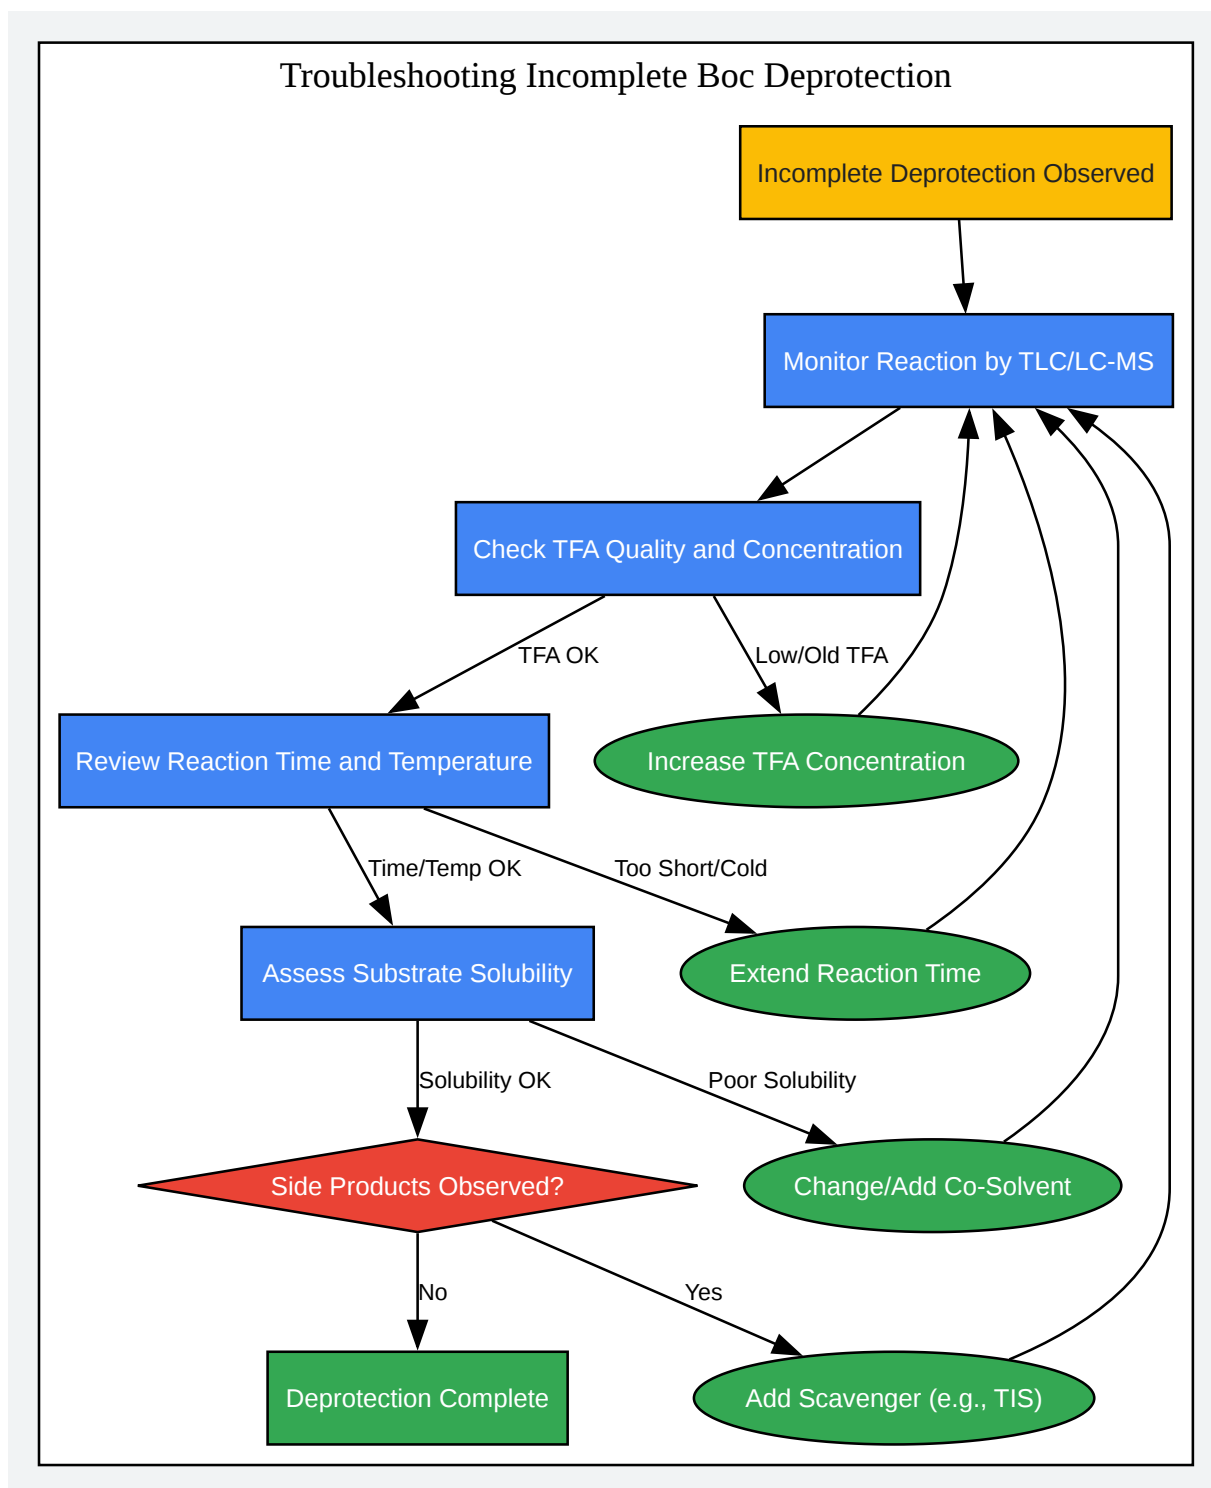 Troubleshooting Incomplete Boc Deprotection
Incomplete Deprotection Observed
Monitor Reaction by TLC/LC-MS
Check TFA Quality and Concentration
TFA OK
Low/Old TFA
Review Reaction Time and Temperature
Increase TFA Concentration
Time/Temp OK
Too Short/Cold
Assess Substrate Solubility
Extend Reaction Time
Solubility OK
Poor Solubility
Side Products Observed?
Change/Add Co-Solvent
No
Yes
Deprotection Complete
Add Scavenger (e.g., TIS)